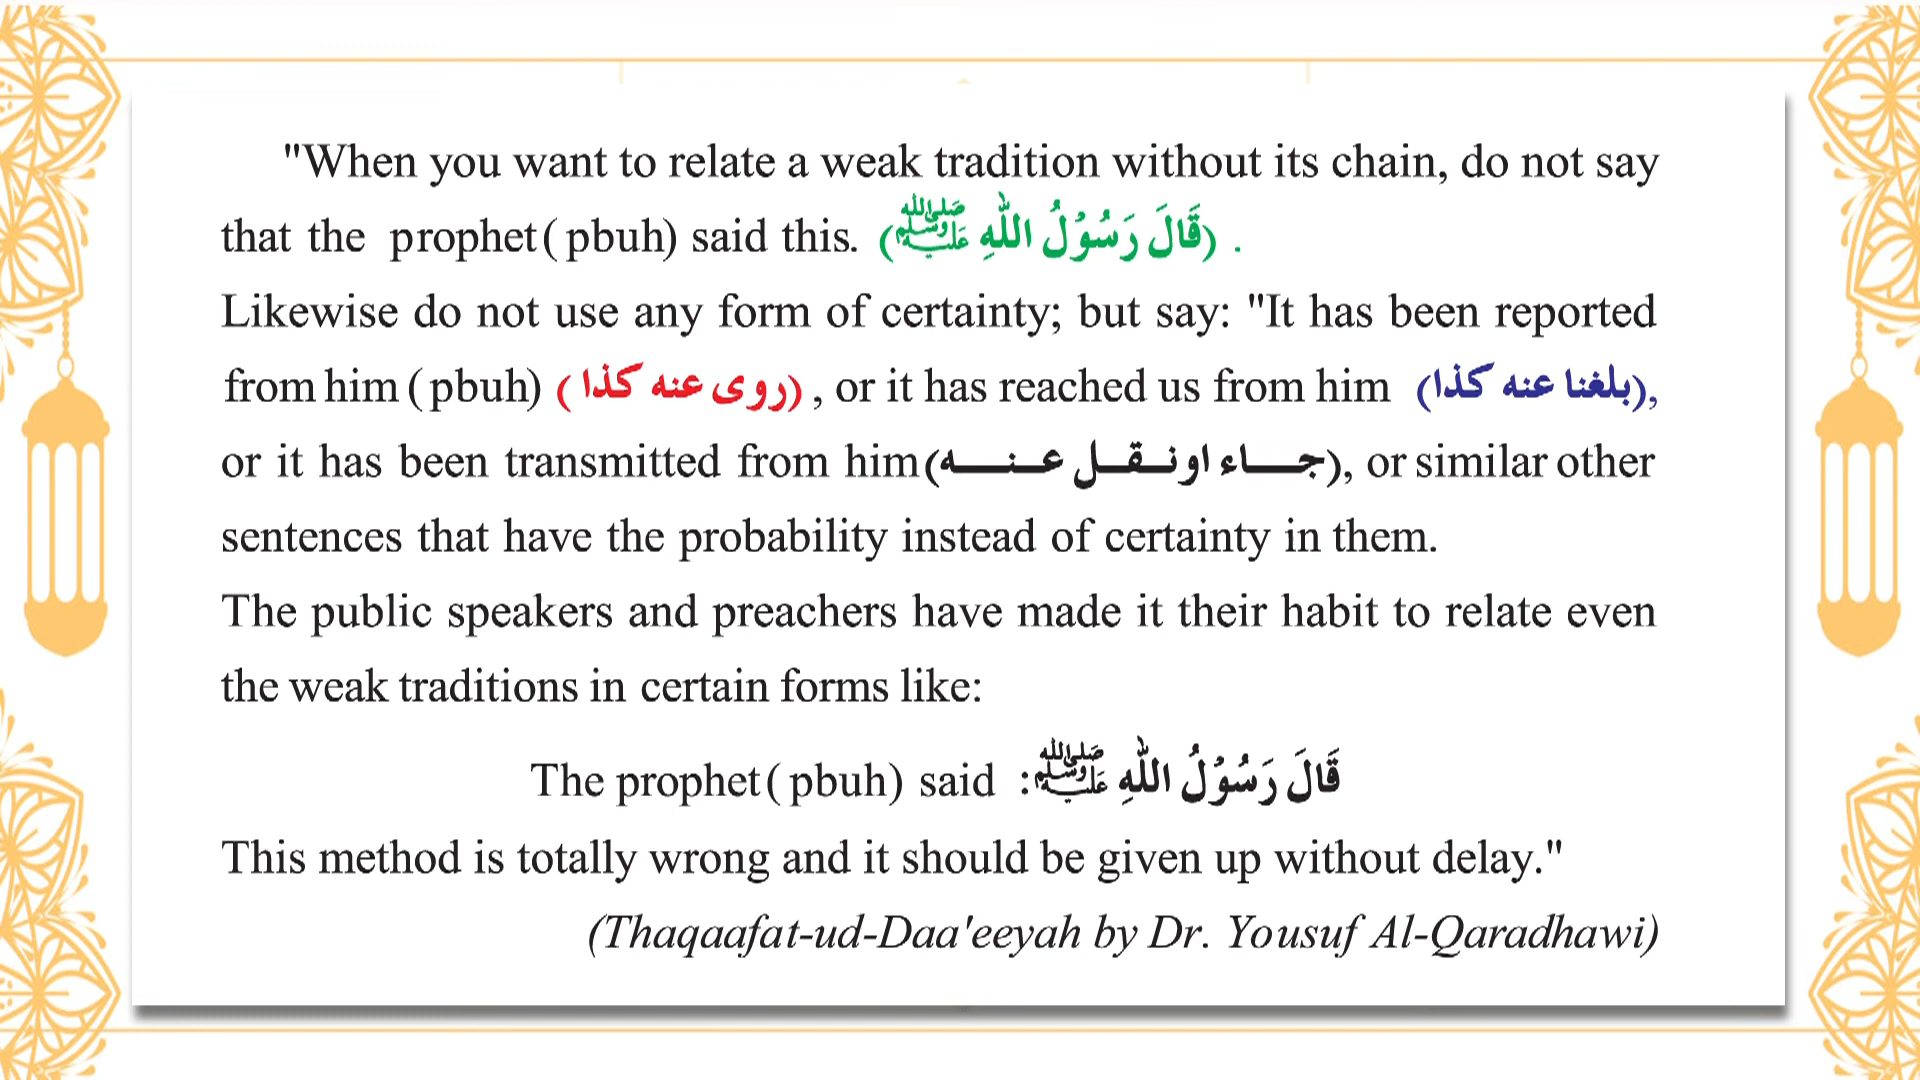 "When you want to relate a weak tradition without its chain, do not say
that the prophet( pbuh) said this. (قَالَ رَسُوْلُ اللّٰهِ ﷺ) .
Likewise do not use any form of certainty; but say: "It has been reported
from him ( pbuh) (روى عنه كذا ) , or it has reached us from him (بلغنا عنه كذا),
or it has been transmitted from him(جـــاء اونـقـل عـنــه), or similar other
sentences that have the probability instead of certainty in them.
The public speakers and preachers have made it their habit to relate even
the weak traditions in certain forms like:
The prophet( pbuh) said :قَالَ رَسُوْلُ اللّٰهِ ﷺ
This method is totally wrong and it should be given up without delay."
(Thaqaafat-ud-Daa'eeyah by Dr. Yousuf Al-Qaradhawi)